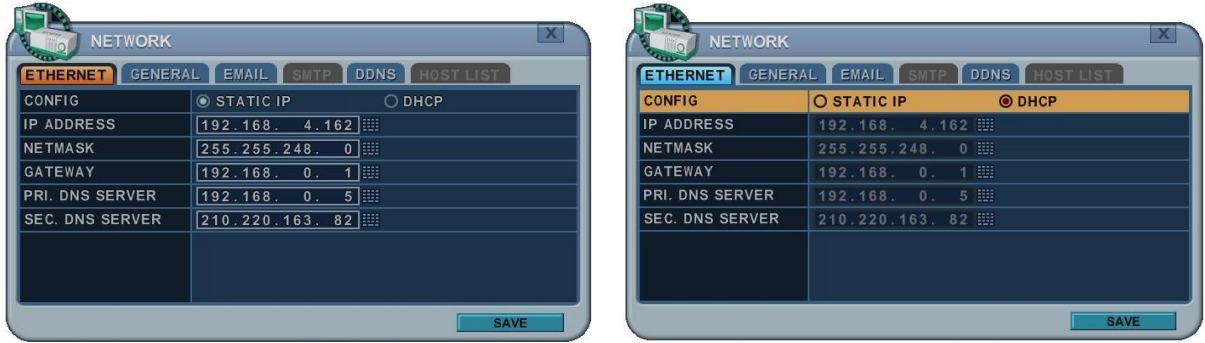 NETWORK
X
ETHERNET GENERAL EMAIL SMTP DDNS HOST LIST
CONFIG STATIC IP DHCP
IP ADDRESS 192.168. 4.162
NETMASK 255.255.248. 0
GATEWAY 192.168. 0. 1
PRI. DNS SERVER 192.168. 0. 5
SEC. DNS SERVER 210.220.163. 82
SAVE
NETWORK
X
ETHERNET GENERAL EMAIL SMTP DDNS HOST LIST
CONFIG STATIC IP DHCP
IP ADDRESS 192.168. 4.162
NETMASK 255.255.248. 0
GATEWAY 192.168. 0. 1
PRI. DNS SERVER 192.168. 0. 5
SEC. DNS SERVER 210.220.163. 82
SAVE